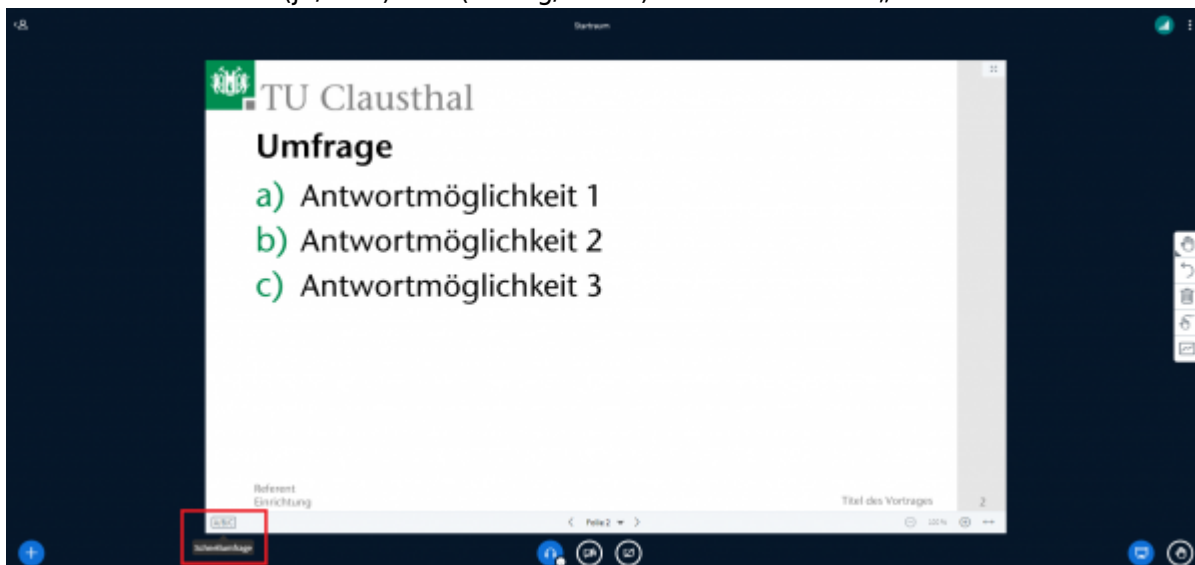 Startraum
TU Clausthal
Umfrage
a) Antwortmöglichkeit 1
b) Antwortmöglichkeit 2
c) Antwortmöglichkeit 3
Referent
Einrichtung
Titel des Vortrages 2
A/B/C
Folie 2
Schnellumfrage